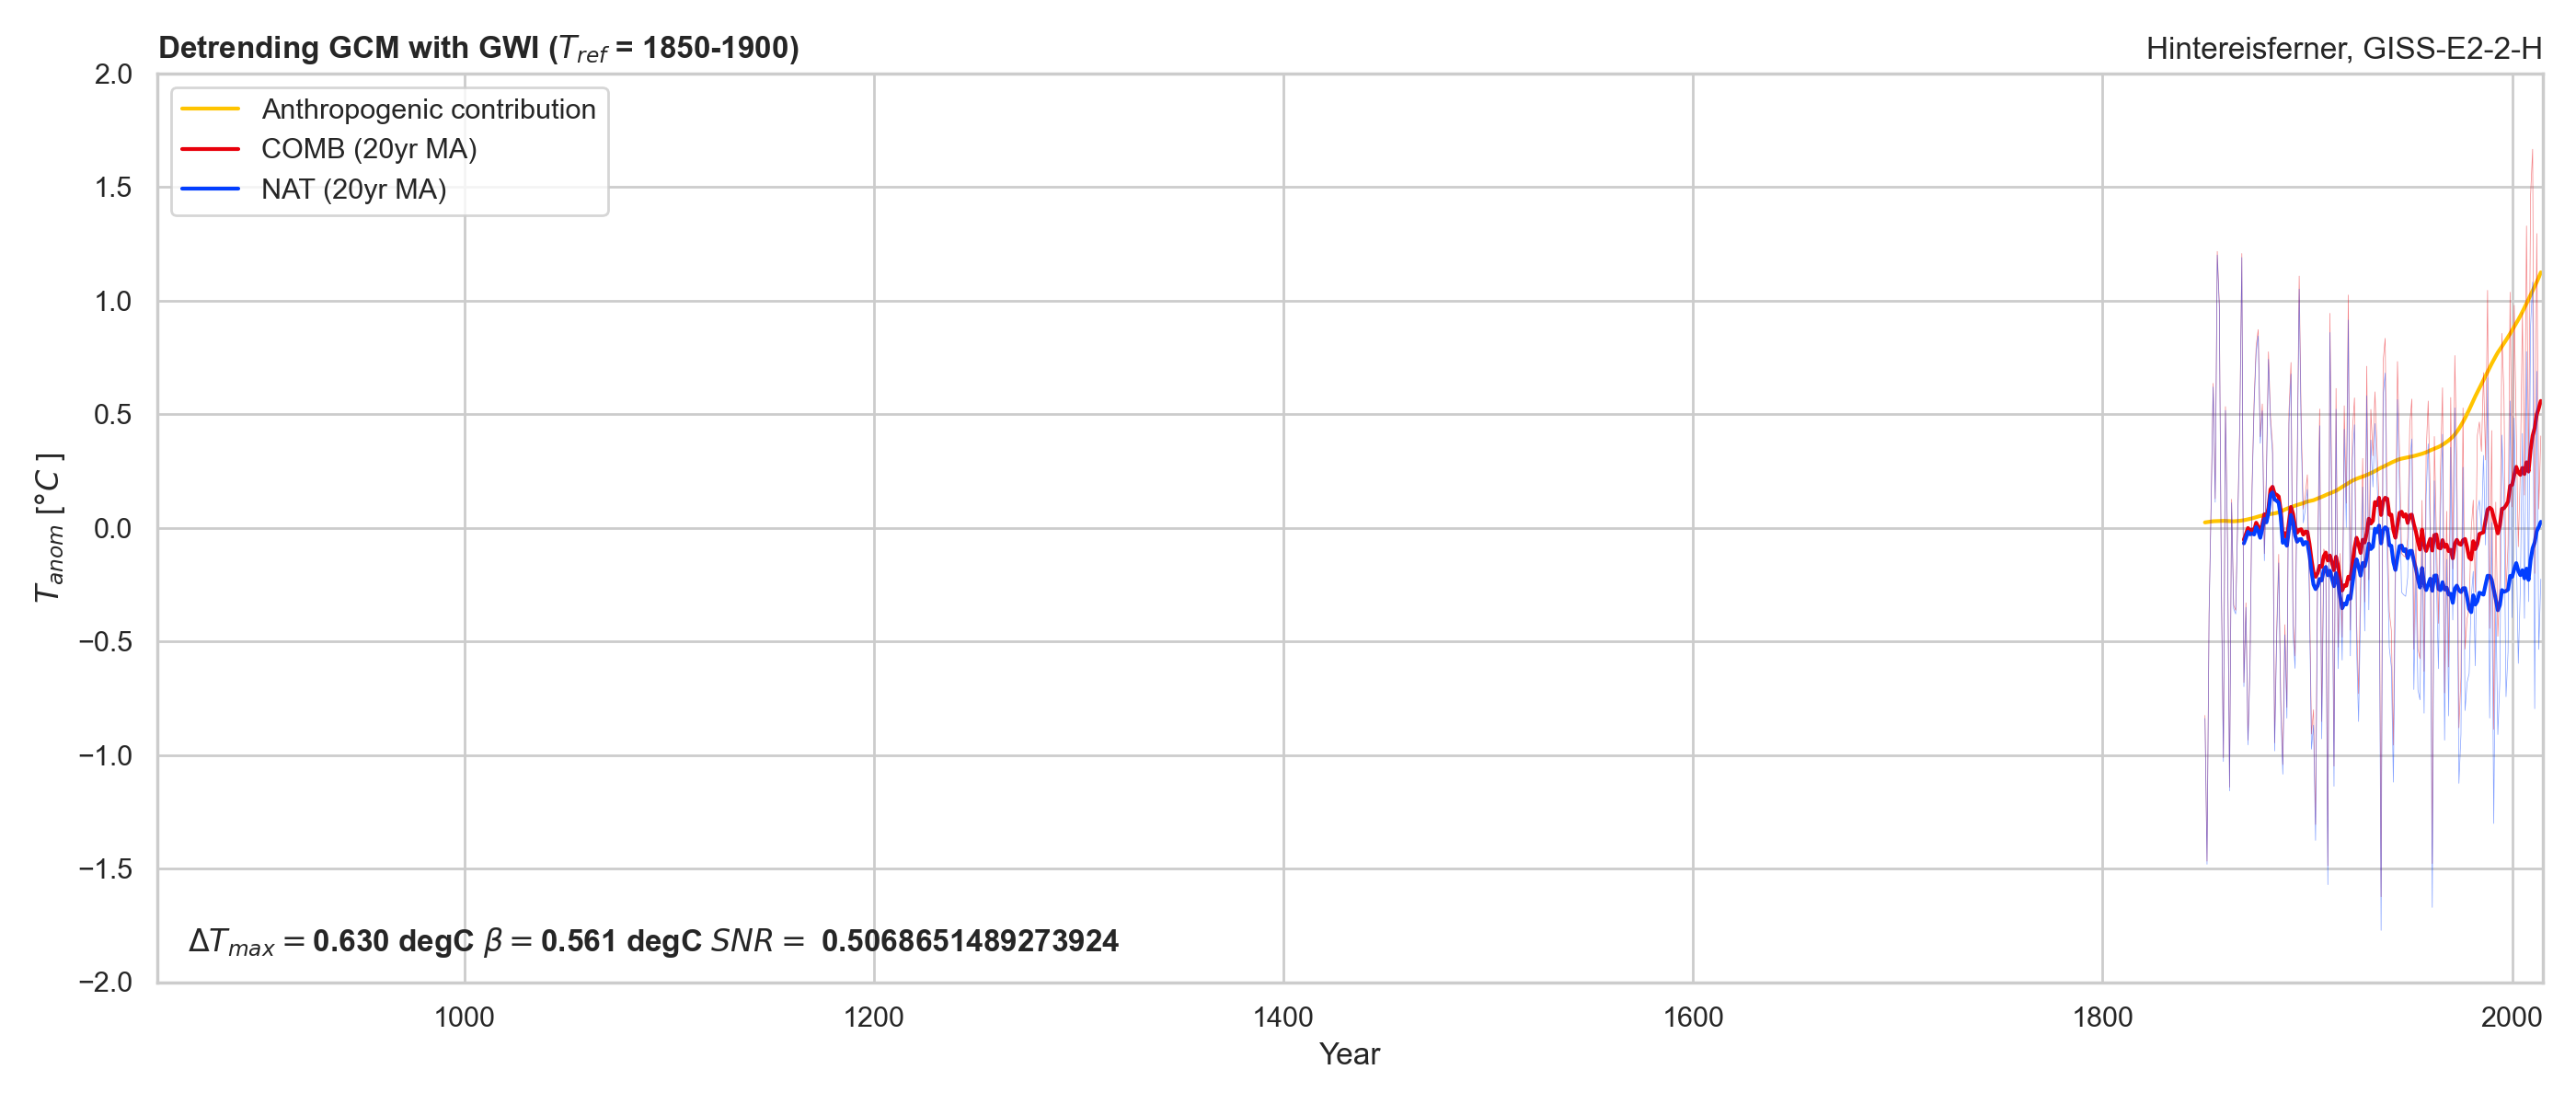 Detrending GCM with GWI (T_ref = 1850-1900)
Hintereisferner, GISS-E2-2-H
Anthropogenic contribution
COMB (20yr MA)
NAT (20yr MA)
2.0
1.5
1.0
0.5
0.0
−0.5
−1.0
−1.5
−2.0
T_anom [°C ]
ΔT_max = 0.630 degC β = 0.561 degC SNR = 0.5068651489273924
1000 1200 1400 1600 1800 2000
Year